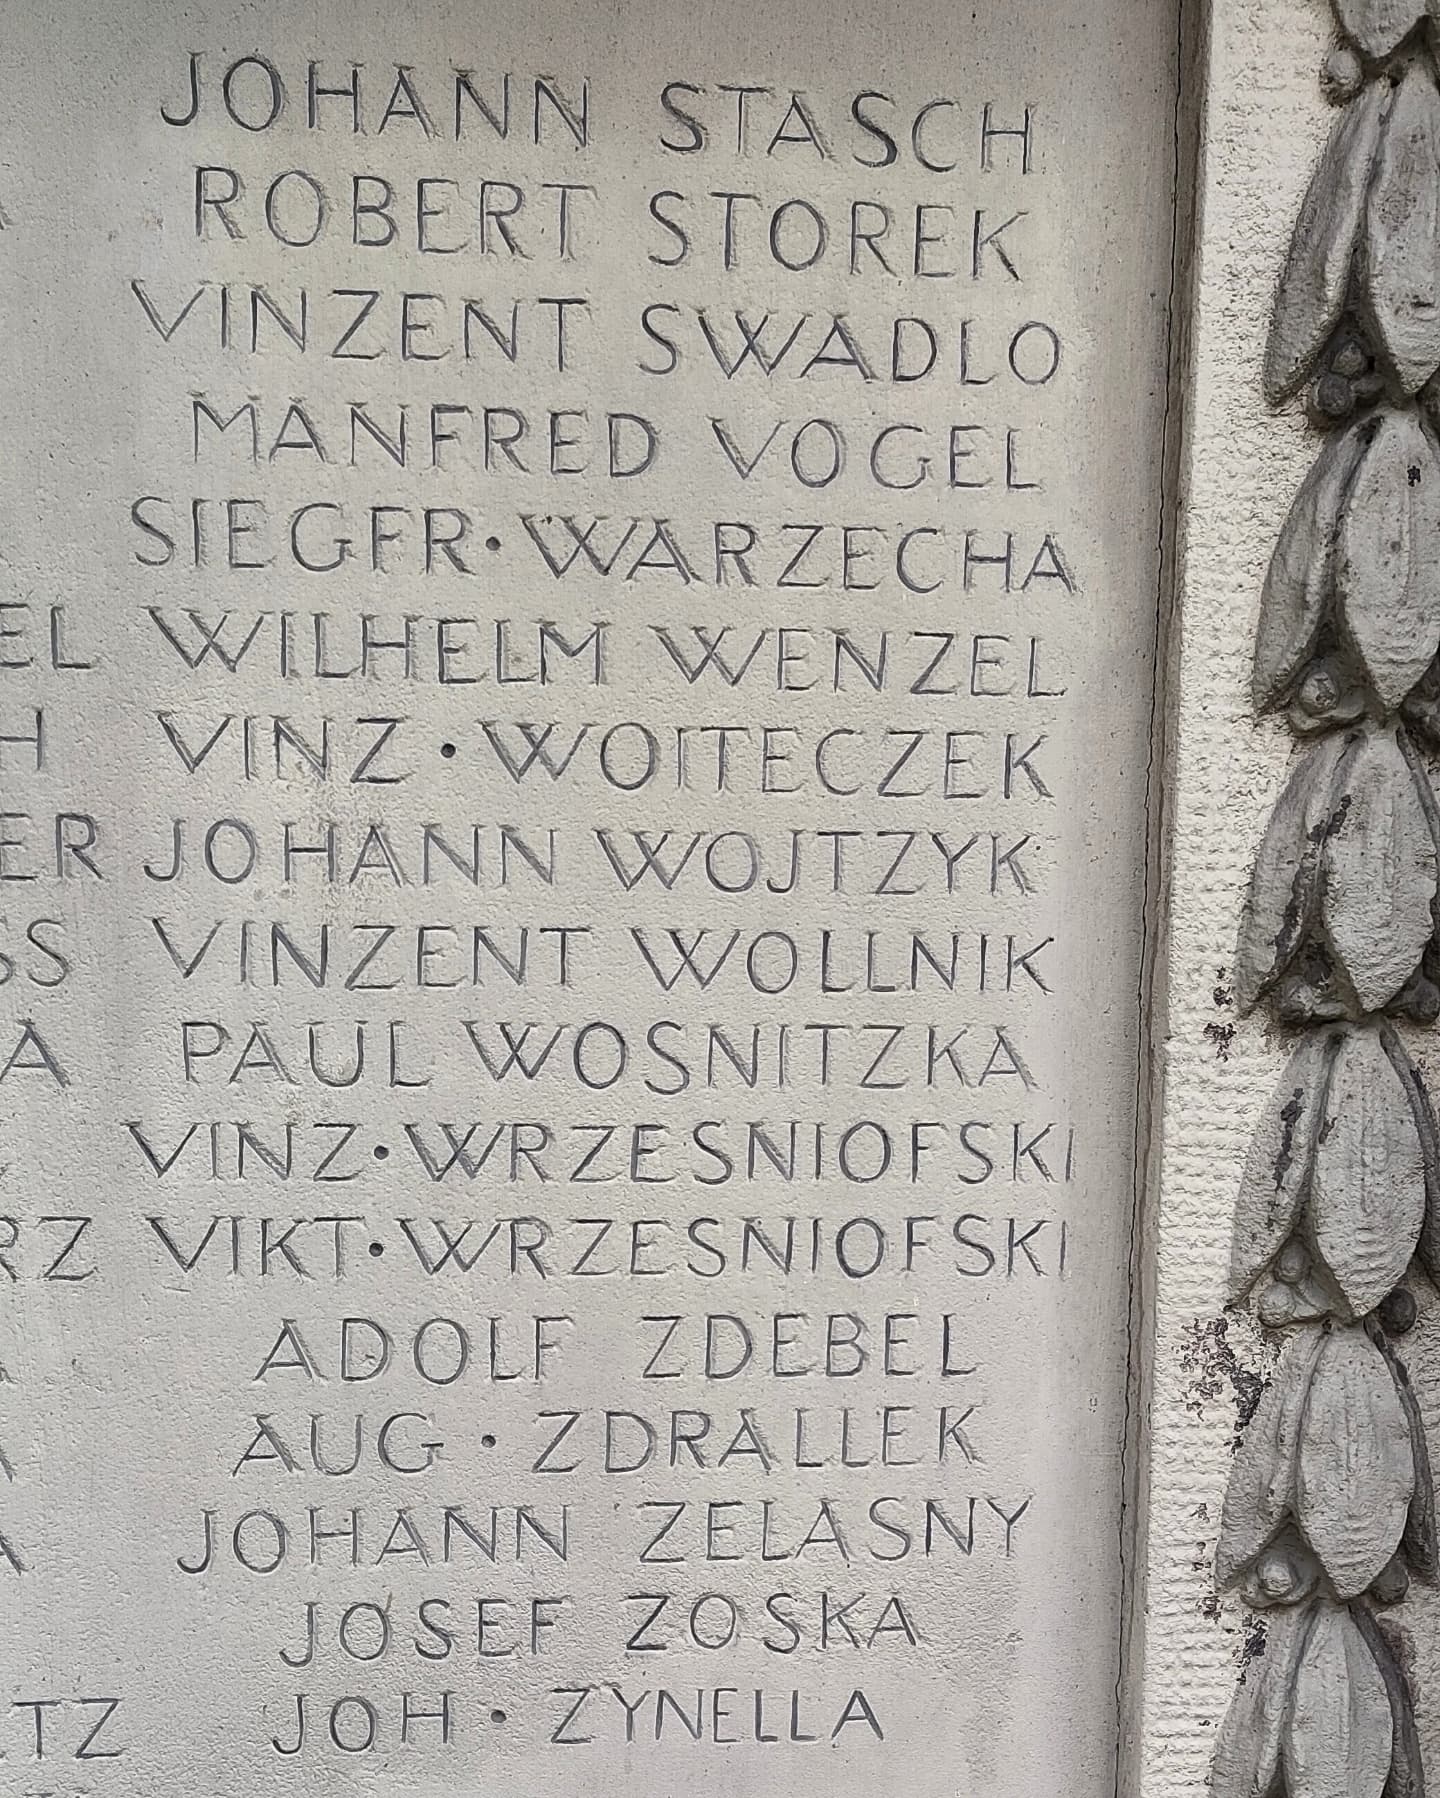 JOHANN STASCH
ROBERT STOREK
VINZENT SWADLO
MANFRED VOGEL
SIEGFR· WARZECHA
WILHELM WENZEL
VINZ · WOITECZEK
JOHANN WOJTZYK
VINZENT WOLLNIK
PAUL WOSNITZKA
VINZ· WRZESNIOFSKI
VIKT· WRZESNIOFSKI
ADOLF ZDEBEL
AUG · ZDRALLEK
JOHANN ZELASNY
JOSEF ZOSKA
JOH · ZYNELLA